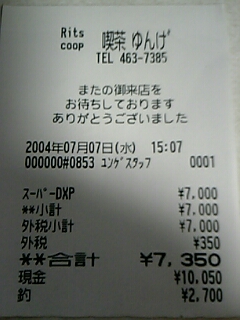 Rits
coop 喫茶 ゆんげ
TEL 463-7385
またの御来店を
お待ちしております
ありがとうございました
2004年07月07日(水) 15:07
000000#0853 ユンゲスタッフ 0001
スーパーDXP ¥7,000
**小計 ¥7,000
外税小計 ¥7,000
外税 ¥350
**合計 ¥7,350
現金 ¥10,050
釣 ¥2,700